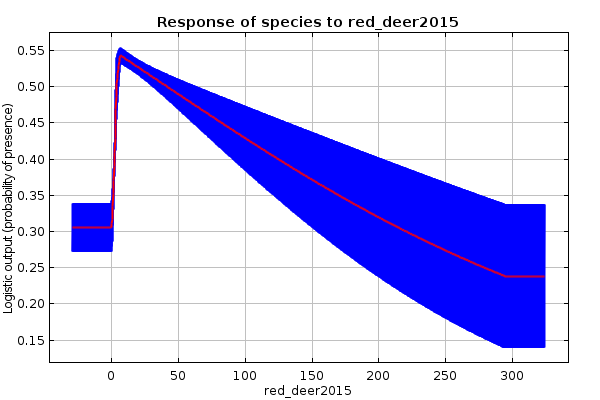 Response of species to red_deer2015
Logistic output (probability of presence)
0.55
0.50
0.45
0.40
0.35
0.30
0.25
0.20
0.15
0 50 100 150 200 250 300
red_deer2015